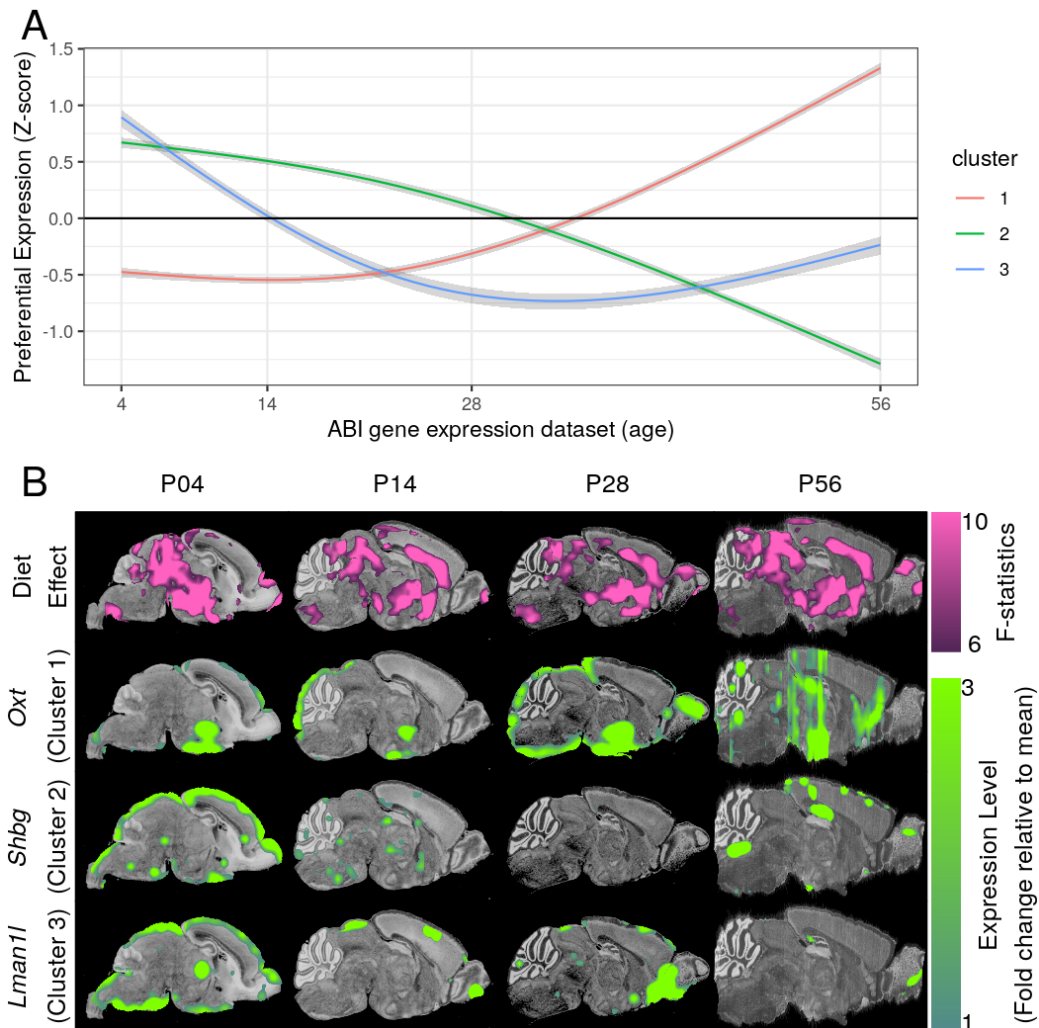 A
Preferential Expression (Z-score)
1.5
1.0
0.5
0.0
-0.5
-1.0
4 14 28 56
ABI gene expression dataset (age)
cluster
1
2
3
B
P04 P14 P28 P56
Diet
Effect
10
6
F-statistics
Oxt
(Cluster 1)
Shbg
(Cluster 2)
Lman1l
(Cluster 3)
3
1
Expression Level
(Fold change relative to mean)